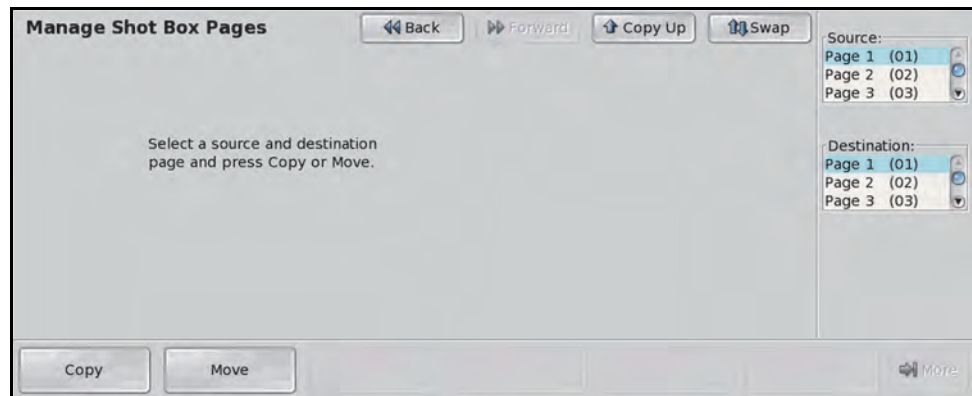 Manage Shot Box Pages
Back
Forward
Copy Up
Swap
Source:
Page 1 (01)
Page 2 (02)
Page 3 (03)
Select a source and destination
page and press Copy or Move.
Destination:
Page 1 (01)
Page 2 (02)
Page 3 (03)
Copy
Move
More